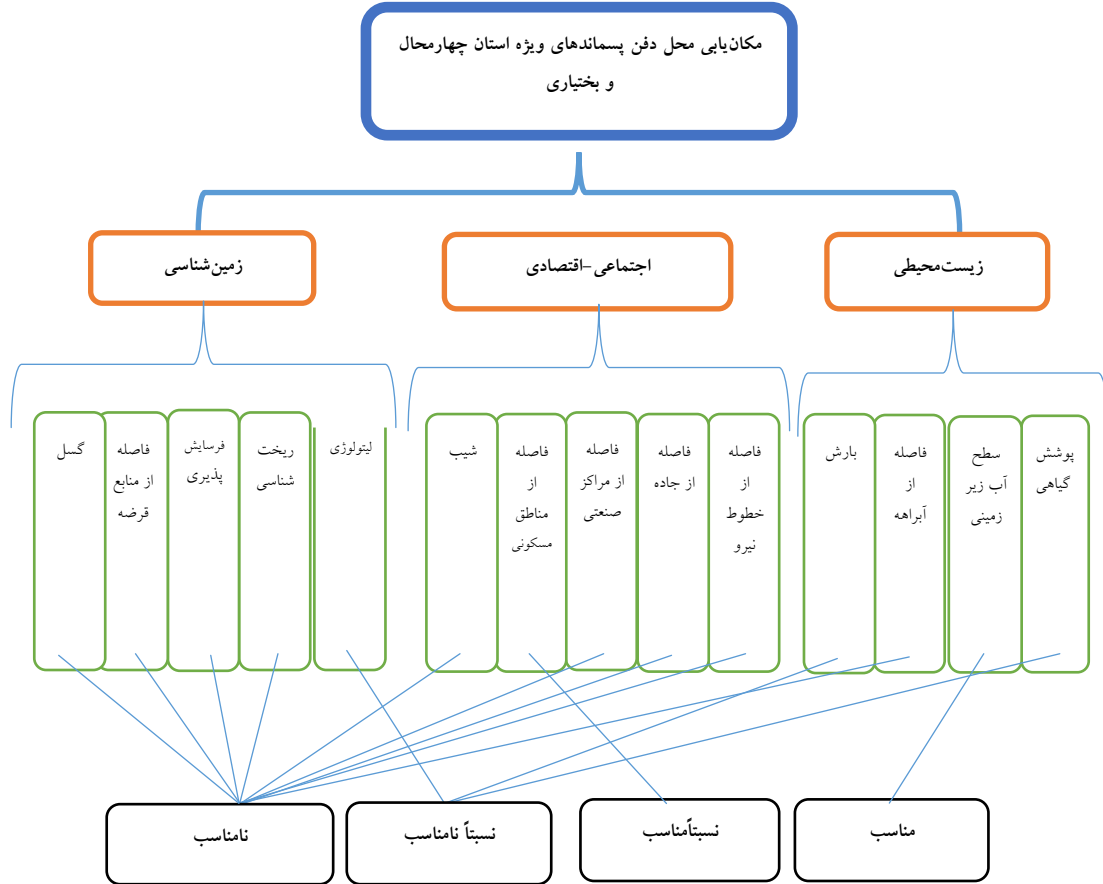 مکان‌یابی محل دفن پسماندهای ویژه استان چهارمحال
و بختیاری
زیست‌محیطی
اجتماعی-اقتصادی
زمین‌شناسی
پوشش
گیاهی
سطح
آب زیر
زمینی
فاصله
از
آبراهه
بارش
فاصله
از
خطوط
نیرو
فاصله
از جاده
فاصله
از مراکز
صنعتی
فاصله
از
مناطق
مسکونی
شیب
لیتولوژی
ریخت
شناسی
فرسایش
پذیری
فاصله
از منابع
قرضه
گسل
مناسب
نسبتاًمناسب
نسبتاً نامناسب
نامناسب